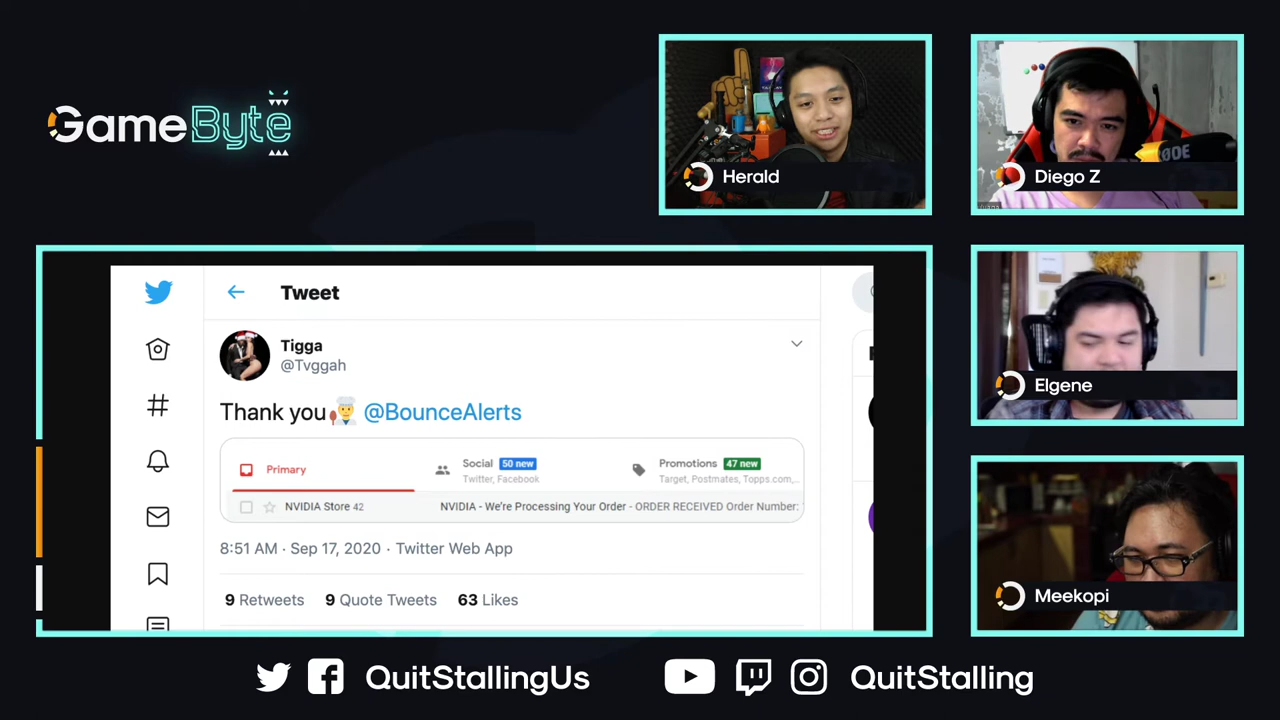 GameByte
Herald
Diego Z
Tweet
Tigga
@Tvggah
Thank you @BounceAlerts
Primary
Social 50 new
Twitter, Facebook
Promotions 47 new
Target, Postmates, Topps.com,...
NVIDIA Store 42
NVIDIA - We're Processing Your Order - ORDER RECEIVED Order Number:
8:51 AM · Sep 17, 2020 · Twitter Web App
9 Retweets 9 Quote Tweets 63 Likes
Elgene
Meekopi
QuitStallingUs
QuitStalling